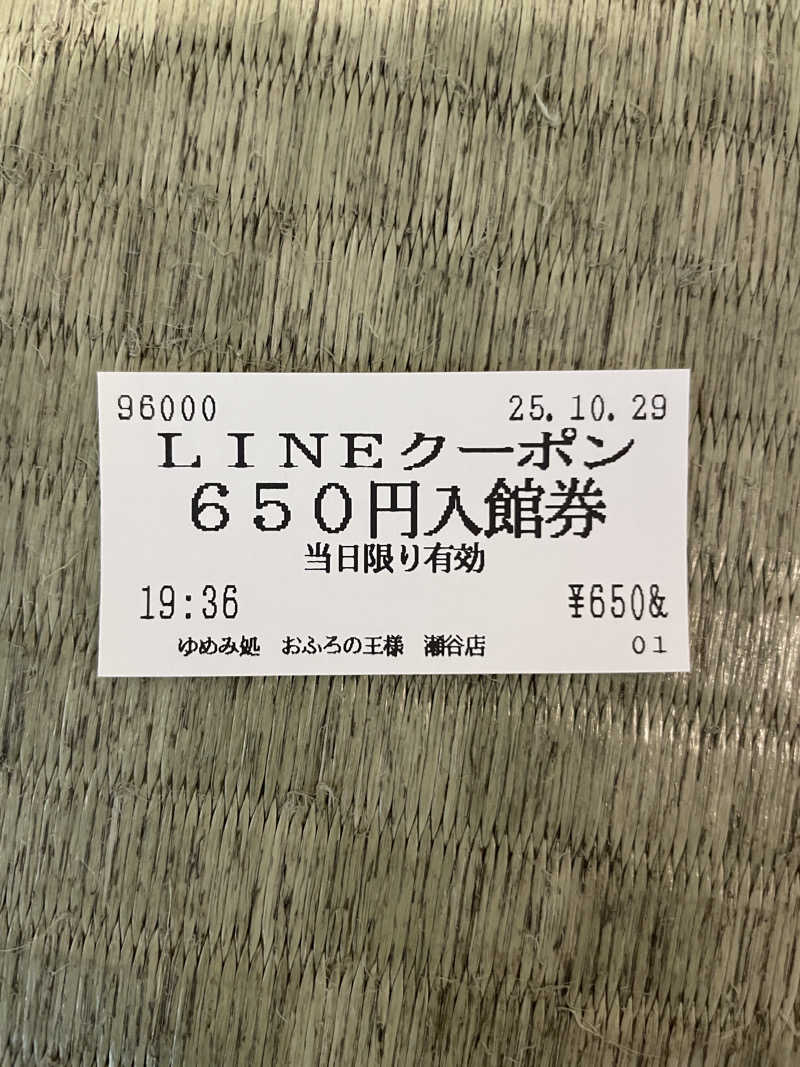 96000 25.10.29
ＬＩＮＥクーポン
６５０円入館券
当日限り有効
19:36 ¥650&
ゆめみ処 おふろの王様 瀬谷店 01